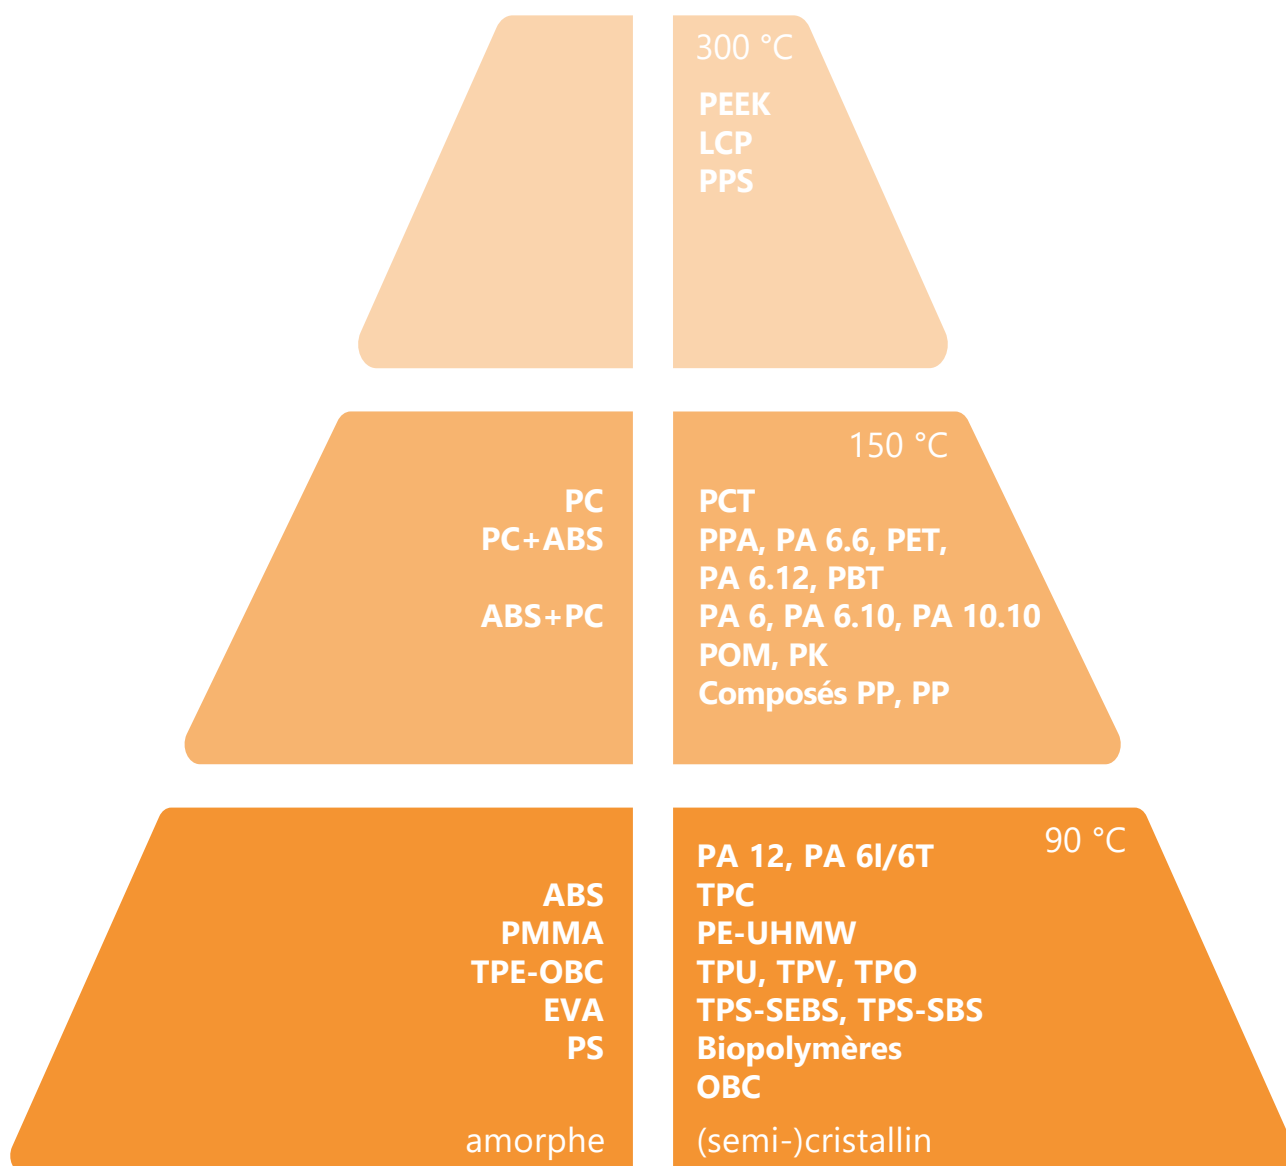 300 °C
PEEK
LCP
PPS
150 °C
PC
PC+ABS
ABS+PC
PCT
PPA, PA 6.6, PET,
PA 6.12, PBT
PA 6, PA 6.10, PA 10.10
POM, PK
Composés PP, PP
90 °C
ABS
PMMA
TPE-OBC
EVA
PS
amorphe
PA 12, PA 6l/6T
TPC
PE-UHMW
TPU, TPV, TPO
TPS-SEBS, TPS-SBS
Biopolymères
OBC
(semi-)cristallin